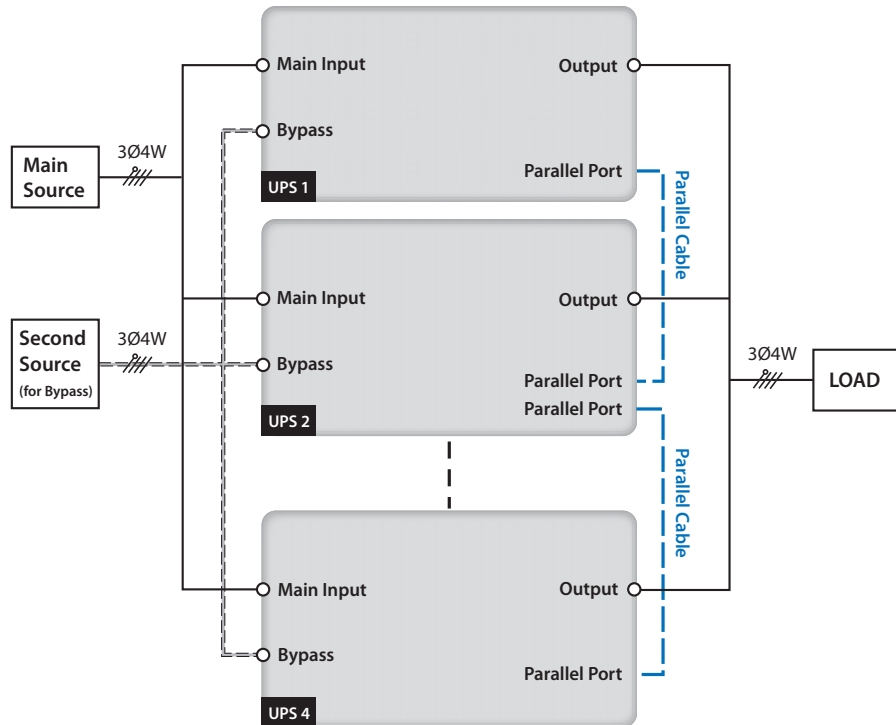 Main Input
Output
Bypass
Parallel Port
UPS 1
3Ø4W
Main
Source
Parallel Cable
Main Input
Output
Bypass
Parallel Port
Parallel Port
UPS 2
3Ø4W
Second
Source
(for Bypass)
3Ø4W
LOAD
Parallel Cable
Main Input
Output
Bypass
Parallel Port
UPS 4